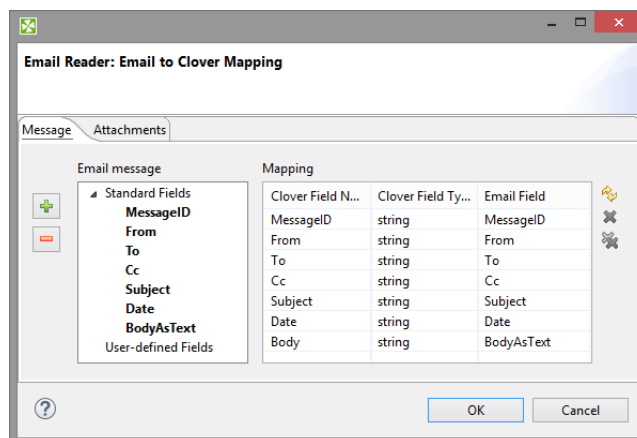 Email Reader: Email to Clover Mapping
Message Attachments
Email message
Standard Fields
MessageID
From
To
Cc
Subject
Date
BodyAsText
User-defined Fields
Mapping
Clover Field N... Clover Field Ty... Email Field
MessageID string MessageID
From string From
To string To
Cc string Cc
Subject string Subject
Date string Date
Body string BodyAsText
? OK Cancel